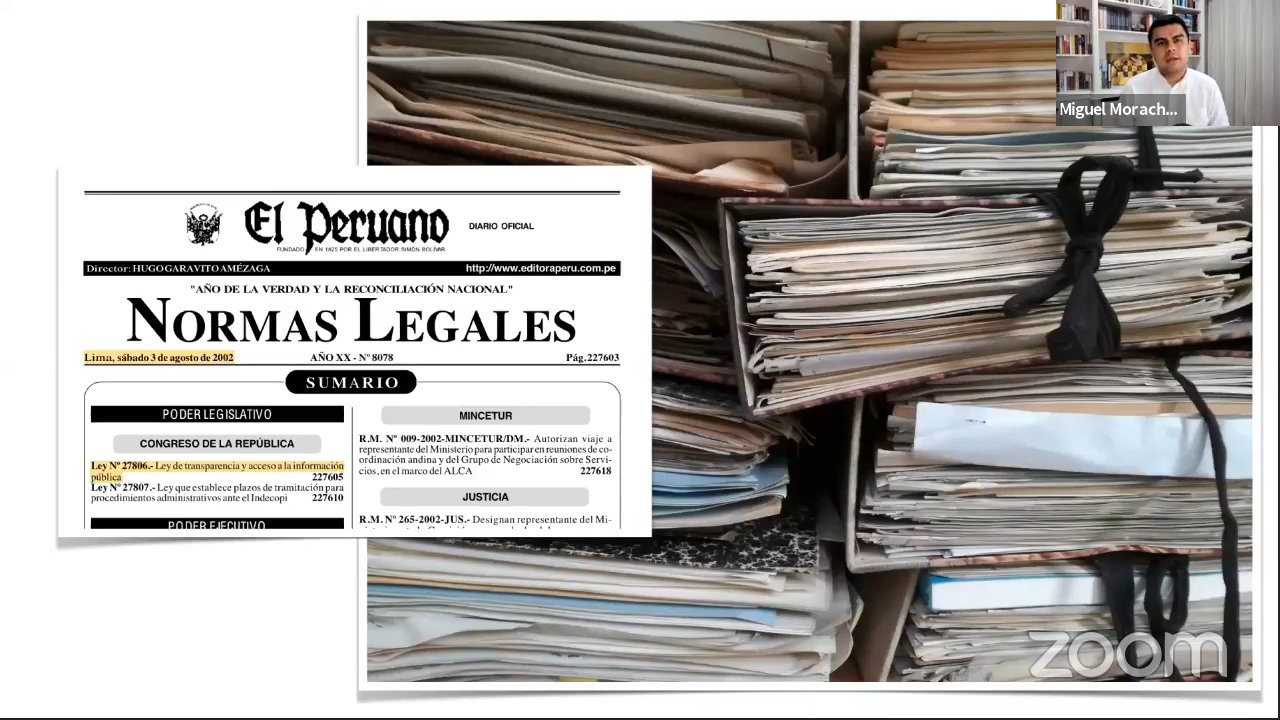 Miguel Morach...
El Peruano
DIARIO OFICIAL
FUNDADO EN 1825 POR EL LIBERTADOR SIMÓN BOLÍVAR
Director: HUGO GARAVITO AMÉZAGA
http://www.editoraperu.com.pe
"AÑO DE LA VERDAD Y LA RECONCILIACIÓN NACIONAL"
NORMAS LEGALES
Lima, sábado 3 de agosto de 2002
AÑO XX - Nº 8078
Pág. 227603
SUMARIO
PODER LEGISLATIVO
CONGRESO DE LA REPÚBLICA
Ley Nº 27806.- Ley de transparencia y acceso a la información
pública 227605
Ley Nº 27807.- Ley que establece plazos de tramitación para
procedimientos administrativos ante el Indecopi 227610
PODER EJECUTIVO
MINCETUR
R.M. Nº 009-2002-MINCETUR/DM.- Autorizan viaje a
representante del Ministerio para participar en reuniones de co-
ordinación andina y del Grupo de Negociación sobre Servi-
cios, en el marco del ALCA 227618
JUSTICIA
R.M. Nº 265-2002-JUS.- Designan representante del Mi-
zoom